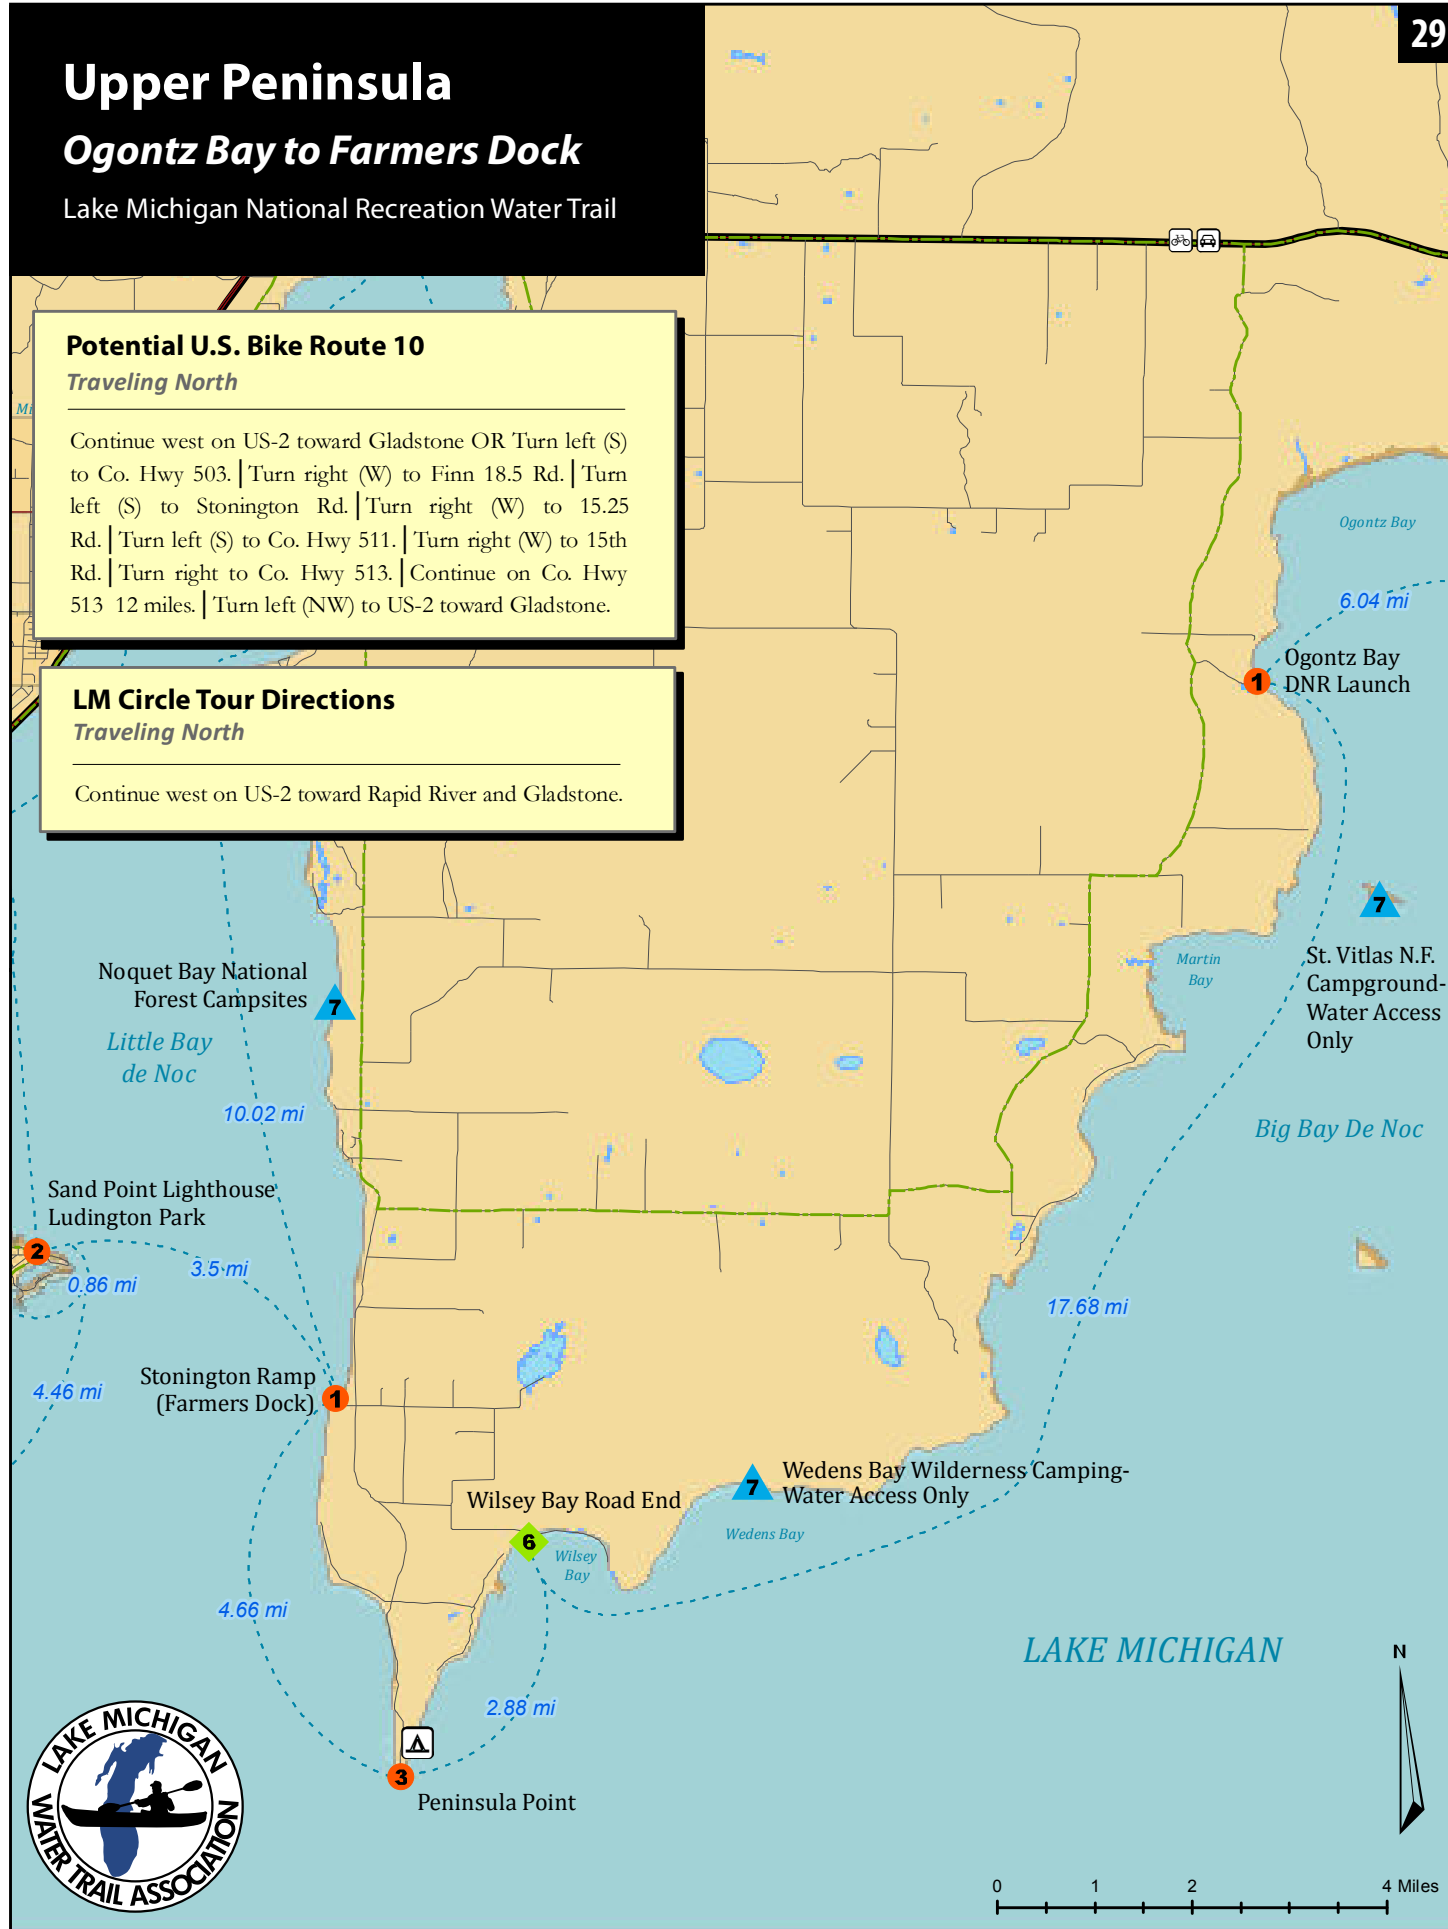 29
Upper Peninsula
Ogontz Bay to Farmers Dock
Lake Michigan National Recreation Water Trail
Potential U.S. Bike Route 10
Traveling North
Continue west on US-2 toward Gladstone OR Turn left (S)
to Co. Hwy 503. | Turn right (W) to Finn 18.5 Rd. | Turn
left (S) to Stonington Rd. | Turn right (W) to 15.25
Rd. | Turn left (S) to Co. Hwy 511. | Turn right (W) to 15th
Rd. | Turn right to Co. Hwy 513. | Continue on Co. Hwy
513 12 miles. | Turn left (NW) to US-2 toward Gladstone.
LM Circle Tour Directions
Traveling North
Continue west on US-2 toward Rapid River and Gladstone.
Ogontz Bay
6.04 mi
1
Ogontz Bay
DNR Launch
7
St. Vitlas N.F.
Campground-
Water Access
Only
Martin
Bay
Noquet Bay National
Forest Campsites
7
Little Bay
de Noc
10.02 mi
Big Bay De Noc
Sand Point Lighthouse
Ludington Park
2
3.5 mi
0.86 mi
17.68 mi
4.46 mi
Stonington Ramp
(Farmers Dock)
1
Wedens Bay Wilderness Camping-
Water Access Only
7
Wedens Bay
Wilsey Bay Road End
6
Wilsey
Bay
4.66 mi
2.88 mi
LAKE MICHIGAN
N
3
Peninsula Point
LAKE MICHIGAN
WATER TRAIL ASSOCIATION
0 1 2 4 Miles